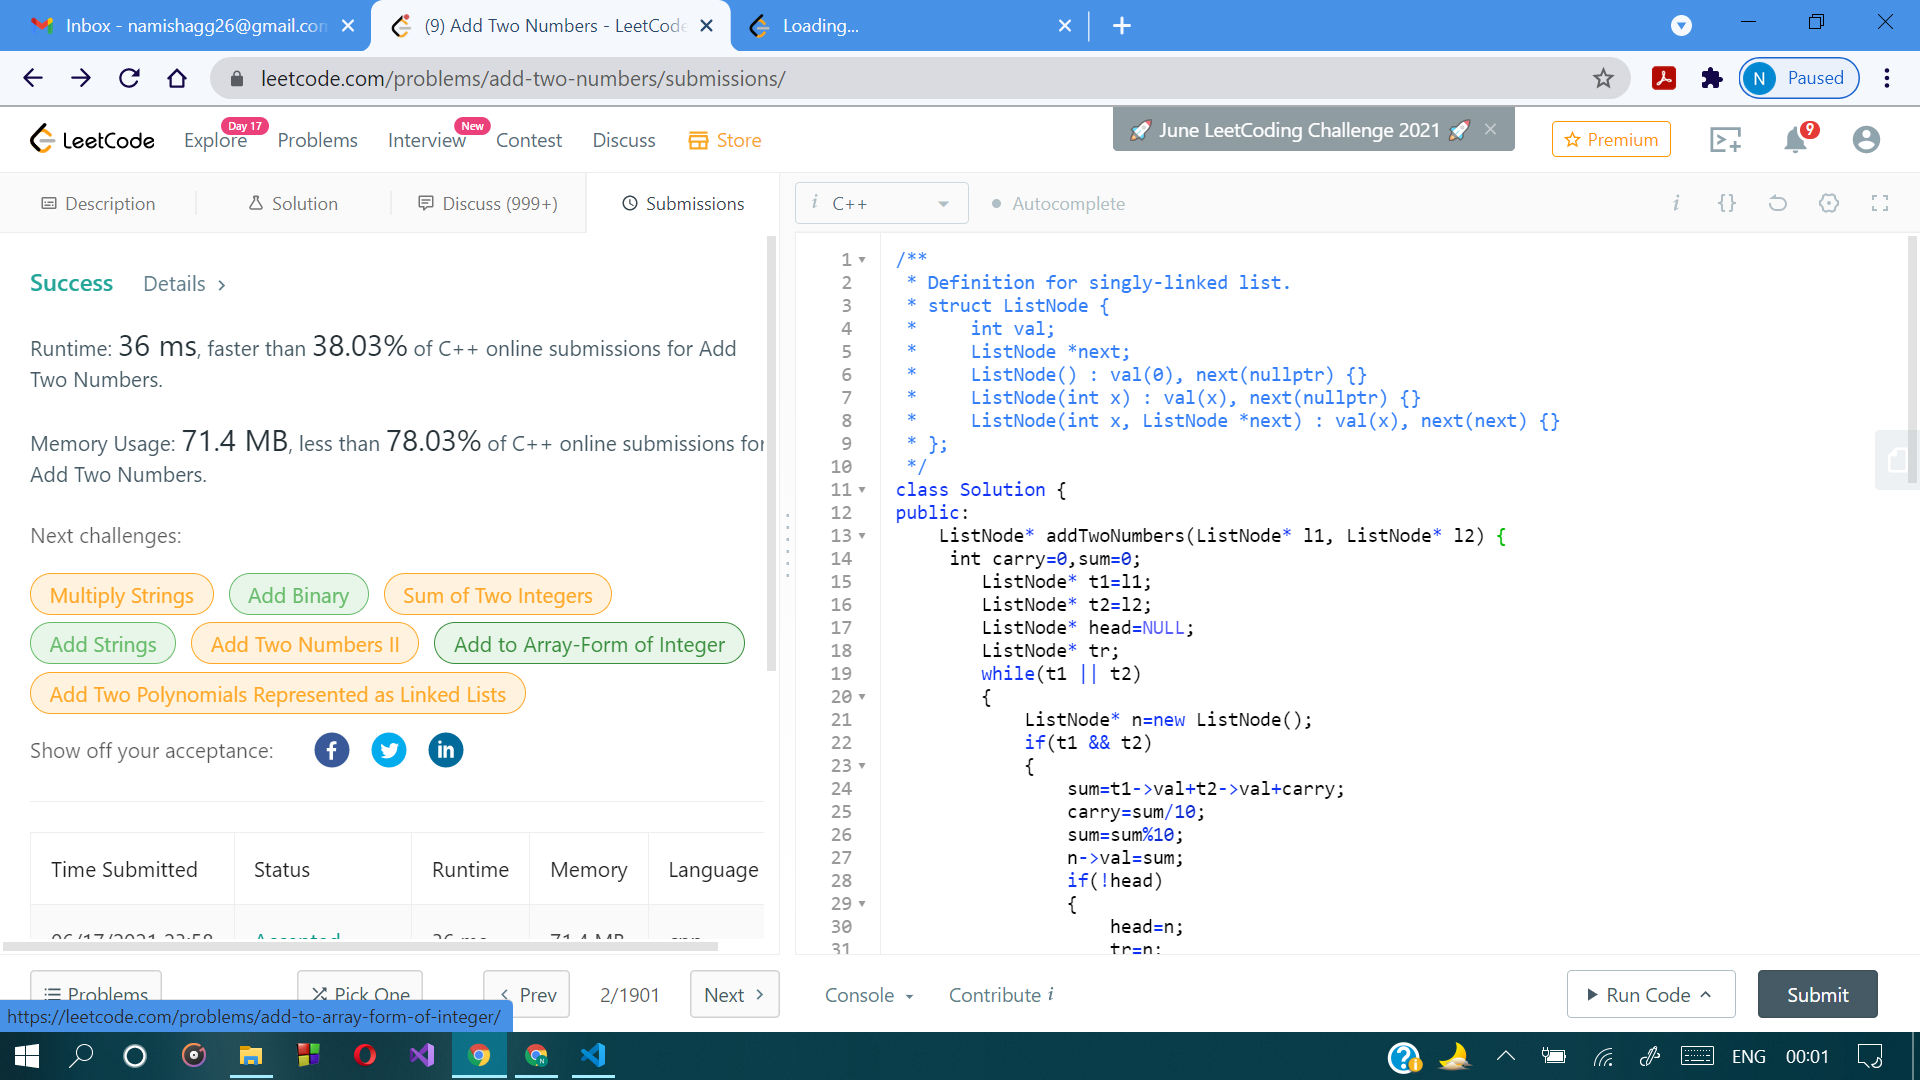 Inbox - namishagg26@gmail.con
(9) Add Two Numbers - LeetCode
Loading...
leetcode.com/problems/add-two-numbers/submissions/
N Paused
LeetCode
Explore
Day 17
Problems
Interview
New
Contest
Discuss
Store
🚀 June LeetCoding Challenge 2021 🚀
Premium
9
Description
Solution
Discuss (999+)
Submissions
i C++
Autocomplete
i {}
Success
Details >
Runtime: 36 ms, faster than 38.03% of C++ online submissions for Add
Two Numbers.
Memory Usage: 71.4 MB, less than 78.03% of C++ online submissions for
Add Two Numbers.
Next challenges:
Multiply Strings
Add Binary
Sum of Two Integers
Add Strings
Add Two Numbers II
Add to Array-Form of Integer
Add Two Polynomials Represented as Linked Lists
Show off your acceptance:
Time Submitted Status Runtime Memory Language
06/17/2021 23:58 Accepted 36 ms 71.4 MB cpp
1 /**
2 * Definition for singly-linked list.
3 * struct ListNode {
4 *     int val;
5 *     ListNode *next;
6 *     ListNode() : val(0), next(nullptr) {}
7 *     ListNode(int x) : val(x), next(nullptr) {}
8 *     ListNode(int x, ListNode *next) : val(x), next(next) {}
9 * };
10 */
11 class Solution {
12 public:
13     ListNode* addTwoNumbers(ListNode* l1, ListNode* l2) {
14      int carry=0,sum=0;
15         ListNode* t1=l1;
16         ListNode* t2=l2;
17         ListNode* head=NULL;
18         ListNode* tr;
19         while(t1 || t2)
20         {
21             ListNode* n=new ListNode();
22             if(t1 && t2)
23             {
24                 sum=t1->val+t2->val+carry;
25                 carry=sum/10;
26                 sum=sum%10;
27                 n->val=sum;
28                 if(!head)
29                 {
30                     head=n;
31                     tr=n;
Problems
Pick One
< Prev
2/1901
Next >
Console
Contribute i
Run Code
Submit
https://leetcode.com/problems/add-to-array-form-of-integer/
ENG
00:01